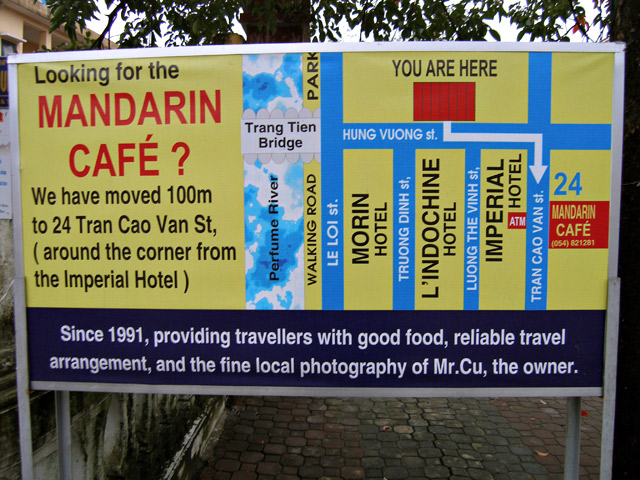 Looking for the
MANDARIN
CAFÉ ?
We have moved 100m
to 24 Tran Cao Van St,
( around the corner from
the Imperial Hotel )
PARK
Trang Tien
Bridge
Perfume River
WALKING ROAD
LE LOI st.
YOU ARE HERE
HUNG VUONG st.
MORIN
HOTEL
TRUONG DINH st,
L'INDOCHINE
HOTEL
LUONG THE VINH st,
IMPERIAL
HOTEL
ATM
TRAN CAO VAN st.
24
MANDARIN
CAFÉ
(054) 821281
Since 1991, providing travellers with good food, reliable travel
arrangement, and the fine local photography of Mr.Cu, the owner.